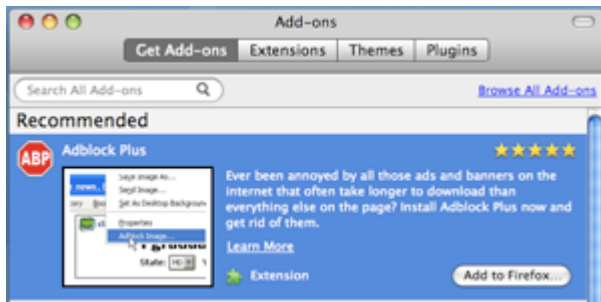 Add-ons
Get Add-ons Extensions Themes Plugins
Search All Add-ons
Browse All Add-ons
Recommended
ABP Adblock Plus
Save Image As...
news,
Send Image...
Set As Desktop Background
Properties
Adblock Image...
State:
Ever been annoyed by all those ads and banners on the
internet that often take longer to download than
everything else on the page? Install Adblock Plus now and
get rid of them.
Learn More
Extension
Add to Firefox...